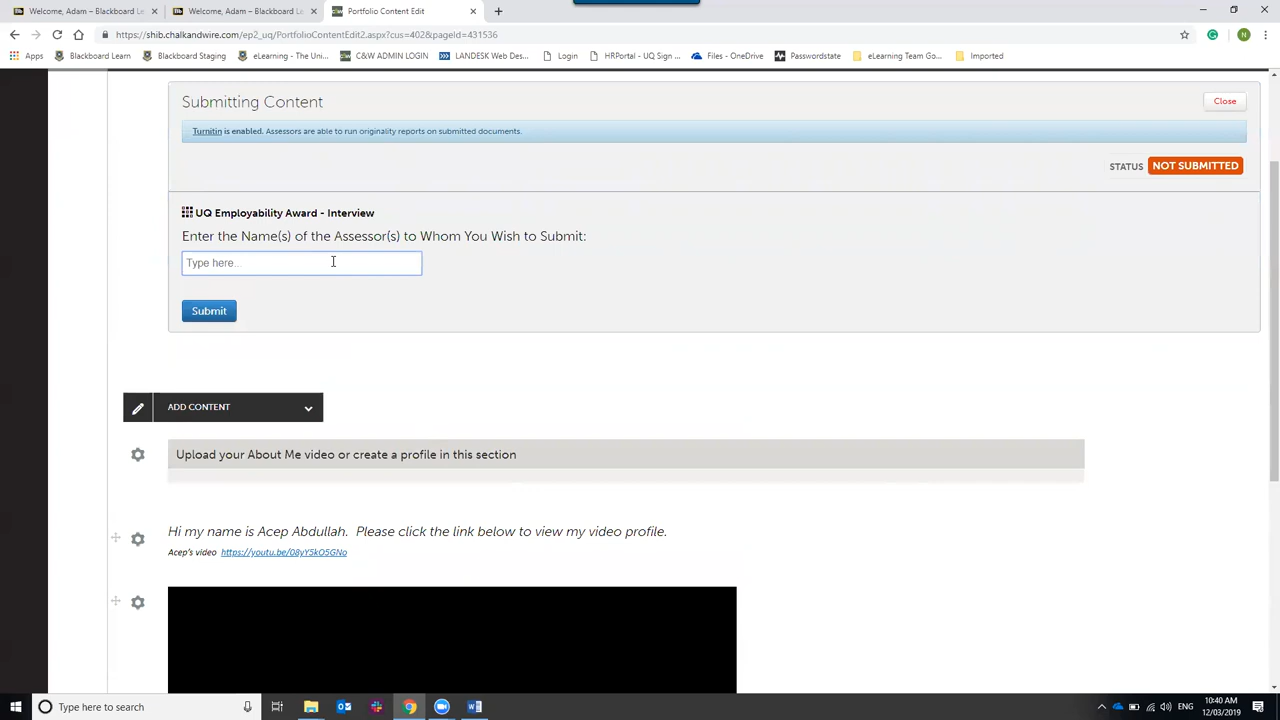 Welcome, Adam – Blackboard Le
Welcome, Adam – Blackboard L
Portfolio Content Edit
https://shib.chalkandwire.com/ep2_uq/PortfolioContentEdit2.aspx?cus=402&pageId=431536
N
Apps
Blackboard Learn
Blackboard Staging
eLearning - The Uni...
C&W ADMIN LOGIN
LANDESK Web Des...
Login
HRPortal - UQ Sign ...
Files - OneDrive
Passwordstate
eLearning Team Go...
Imported
Submitting Content
Close
Turnitin is enabled. Assessors are able to run originality reports on submitted documents.
STATUS NOT SUBMITTED
UQ Employability Award - Interview
Enter the Name(s) of the Assessor(s) to Whom You Wish to Submit:
Type here...
Submit
ADD CONTENT
Upload your About Me video or create a profile in this section
Hi my name is Acep Abdullah. Please click the link below to view my video profile.
Acep's video https://youtu.be/08yY5kO5GNo
Type here to search
ENG
10:40 AM
12/03/2019